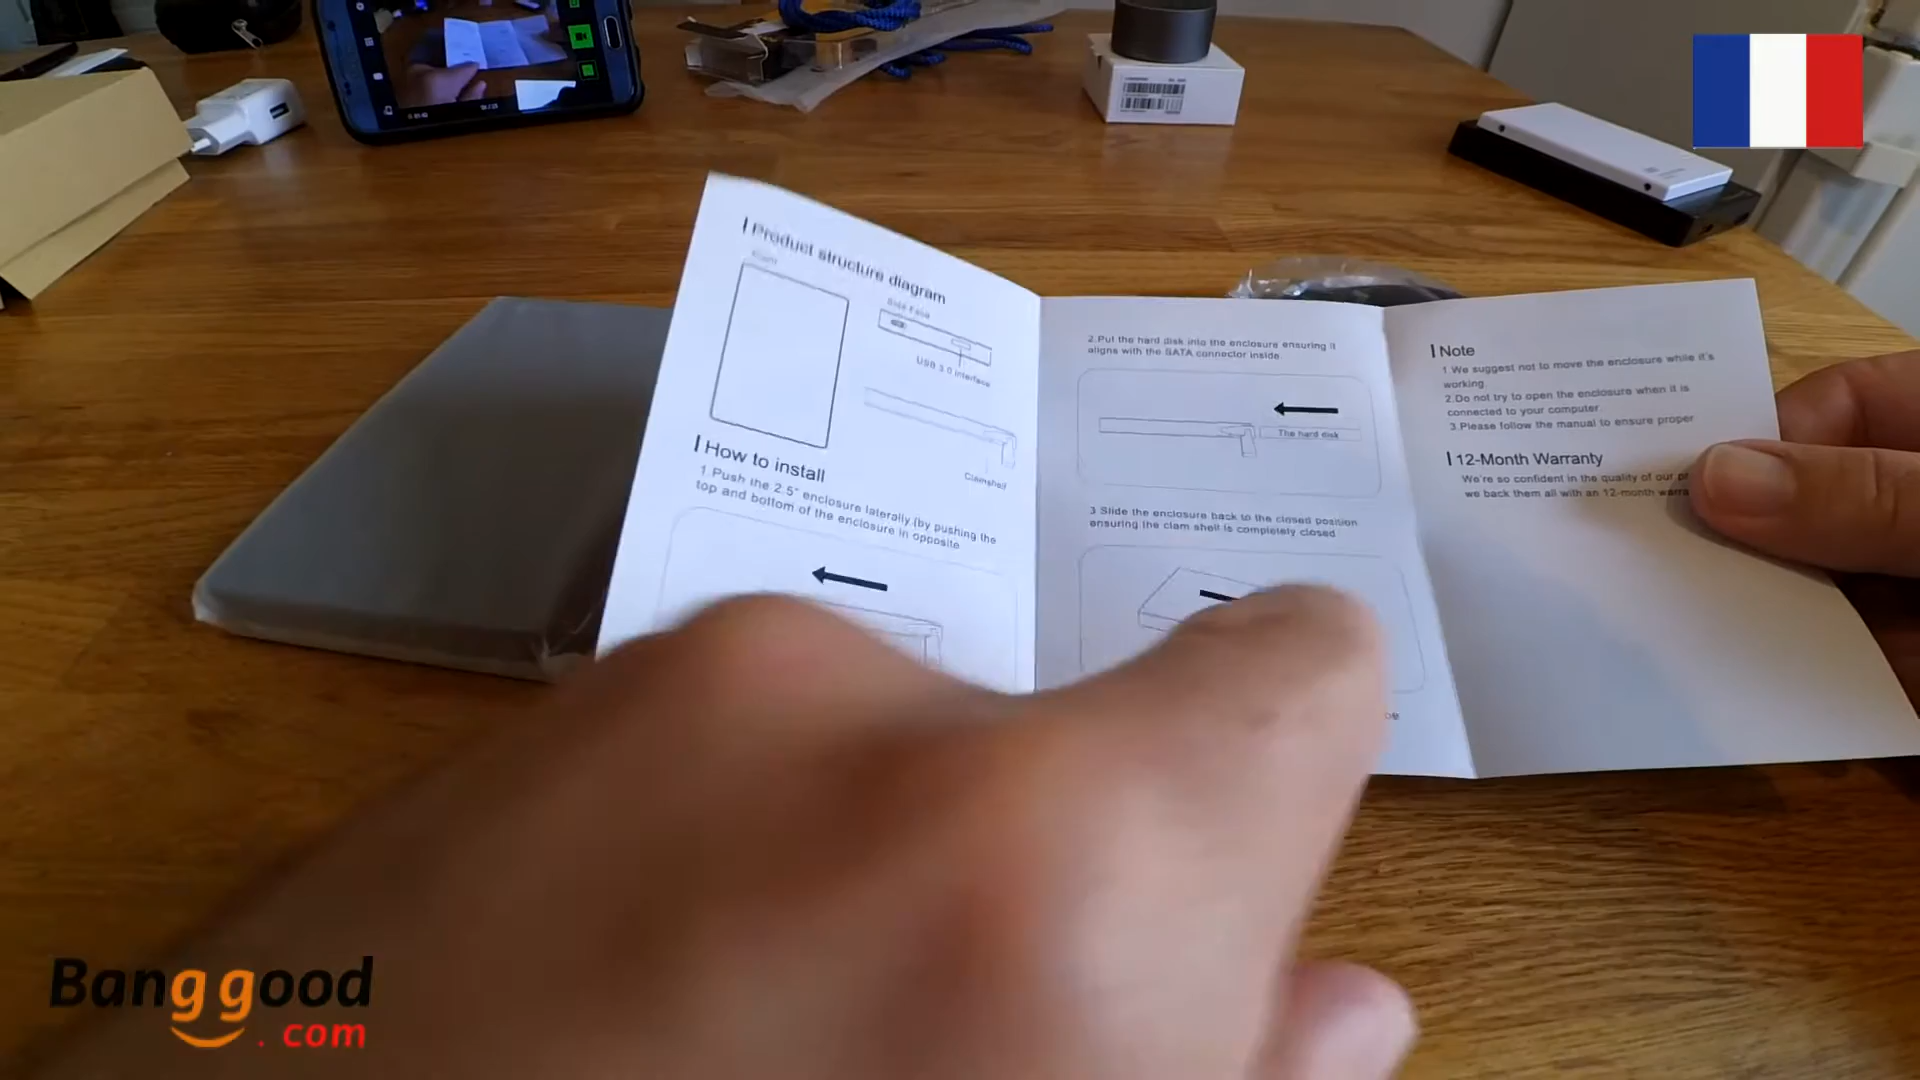 Product structure diagram
Front
Side Face
USB 3.0 interface
Clamshell
How to install
1.Push the 2.5" enclosure laterally.(by pushing the
top and bottom of the enclosure in opposite
2.Put the hard disk into the enclosure ensuring it
aligns with the SATA connector inside.
The hard disk
3.Slide the enclosure back to the closed position
ensuring the clam shell is completely closed
Note
1.We suggest not to move the enclosure while it's
working.
2.Do not try to open the enclosure when it is
connected to your computer.
3.Please follow the manual to ensure proper
12-Month Warranty
We're so confident in the quality of our pr
we back them all with an 12-month warra
Banggood
.com